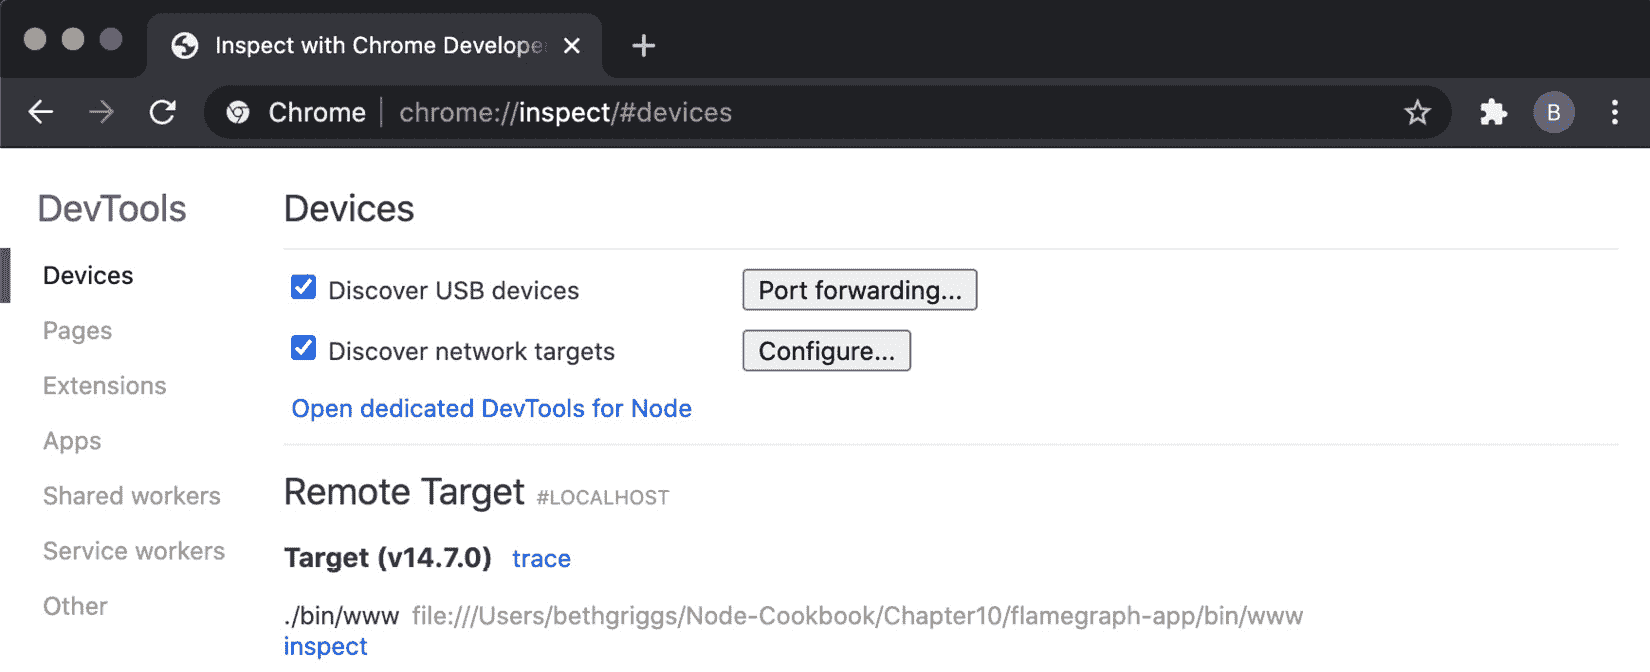 Inspect with Chrome Develope
Chrome chrome://inspect/#devices
B
DevTools
Devices
Pages
Extensions
Apps
Shared workers
Service workers
Other
Devices
Discover USB devices Port forwarding...
Discover network targets Configure...
Open dedicated DevTools for Node
Remote Target #LOCALHOST
Target (v14.7.0) trace
./bin/www file:///Users/bethgriggs/Node-Cookbook/Chapter10/flamegraph-app/bin/www
inspect